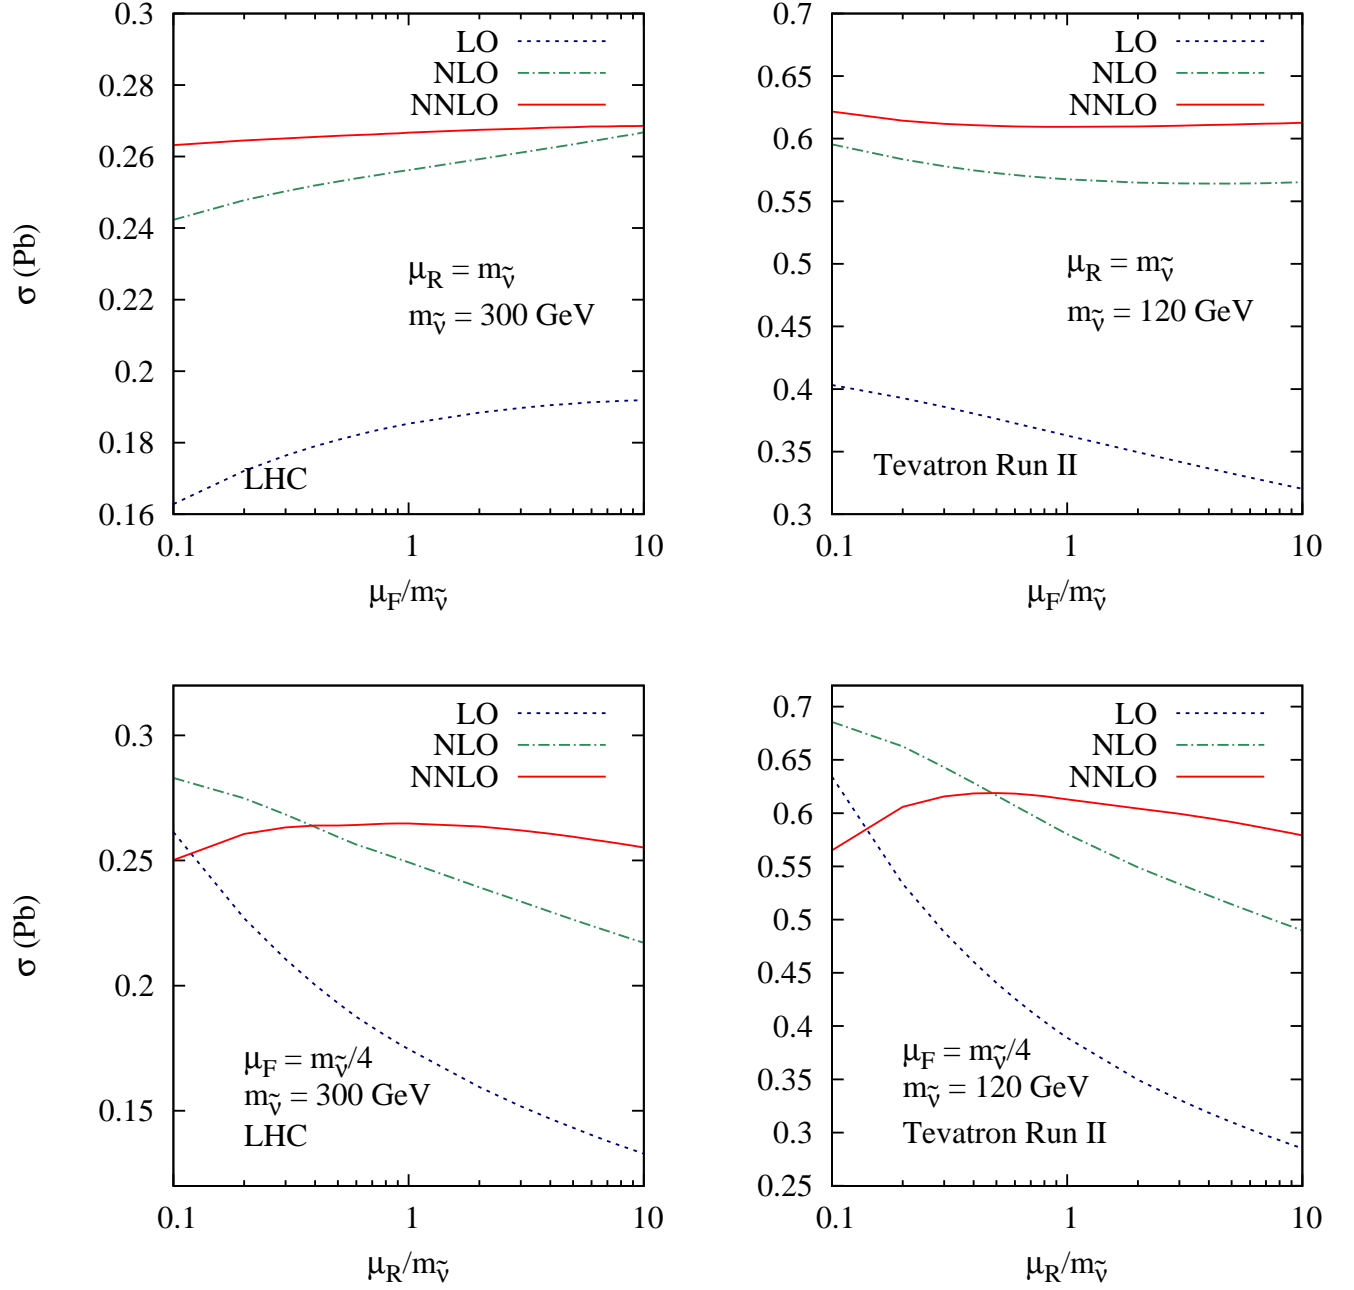 0.3
0.28
0.26
0.24
0.22
0.2
0.18
0.16
0.1
1
10
σ (Pb)
μF/mν̃
LO
NLO
NNLO
μR = mν̃
mν̃ = 300 GeV
LHC
0.7
0.65
0.6
0.55
0.5
0.45
0.4
0.35
0.3
0.1
1
10
μF/mν̃
LO
NLO
NNLO
μR = mν̃
mν̃ = 120 GeV
Tevatron Run II
0.3
0.25
0.2
0.15
0.1
1
10
σ (Pb)
μR/mν̃
LO
NLO
NNLO
μF = mν̃/4
mν̃ = 300 GeV
LHC
0.7
0.65
0.6
0.55
0.5
0.45
0.4
0.35
0.3
0.25
0.1
1
10
μR/mν̃
LO
NLO
NNLO
μF = mν̃/4
mν̃ = 120 GeV
Tevatron Run II